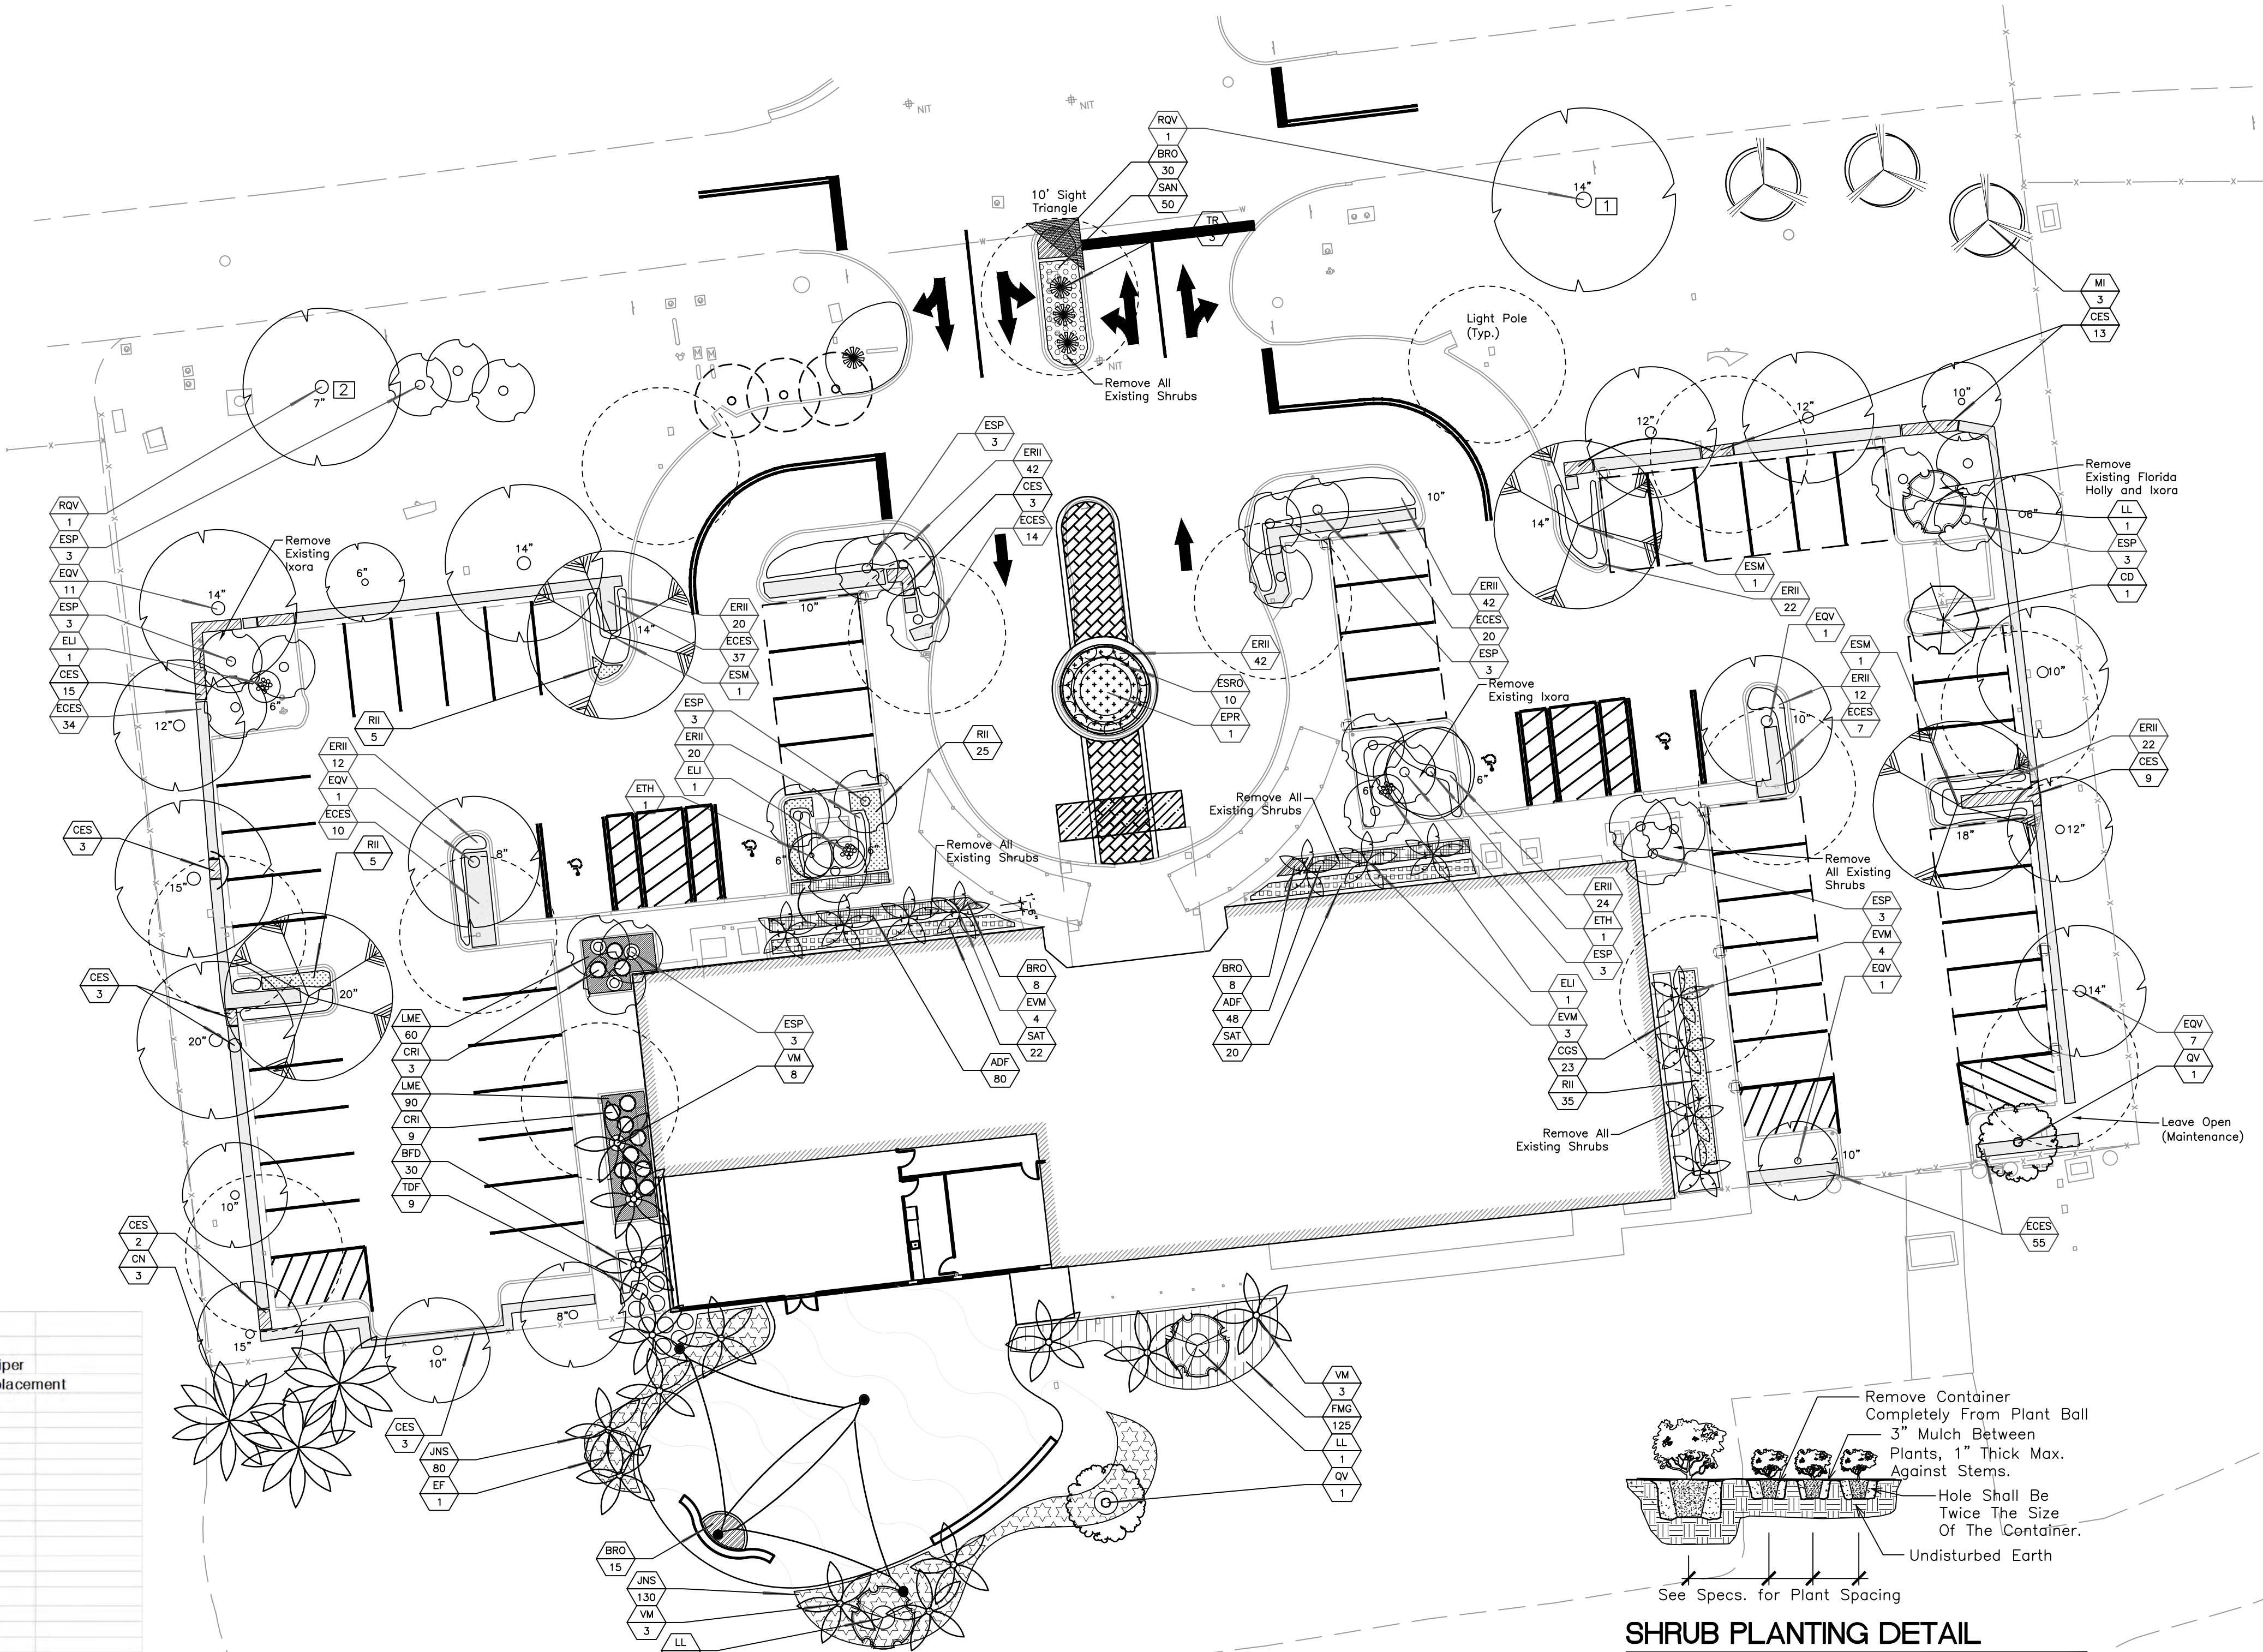 NIT
NIT
RQV
1
BRO
30
SAN
50
10' Sight
Triangle
TR
3
14"
1
Light Pole
(Typ.)
MI
3
CES
13
NIT
Remove All
Existing Shrubs
2
7"
M M
12"
12"
10"
ESP
3
ERII
42
CES
3
ECES
14
Remove
Existing Florida
Holly and Ixora
LL
1
ESP
3
CD
1
6"
RQV
1
ESP
3
EQV
11
ESP
3
ELI
1
CES
15
ECES
34
Remove
Existing
Ixora
14"
6"
14"
10"
14"
ESM
1
ERII
22
10"
ERII
20
ECES
37
ESM
1
14"
ERII
42
ECES
20
ESP
3
ERII
42
ESRO
10
EPR
1
EQV
1
ESM
1
ERII
12
ECES
7
10"
10"
6"
12"
RII
5
ESP
3
ERII
20
ELI
1
RII
25
Remove
Existing Ixora
6"
6"
ERII
22
CES
9
ERII
12
EQV
1
ECES
10
ETH
1
Remove All
Existing Shrubs
18"
12"
CES
3
RII
5
8"
6"
6"
Remove All
Existing Shrubs
Remove
All Existing
Shrubs
15"
1'-6"
ERII
24
ETH
1
ESP
3
ESP
3
EVM
4
EQV
1
CES
3
20"
20"
BRO
8
EVM
4
SAT
22
ADF
80
BRO
8
ADF
48
SAT
20
ELI
1
EVM
3
CGS
23
RII
35
14"
EQV
7
QV
1
LME
60
CRI
3
LME
90
CRI
9
BFD
30
TDF
9
ESP
3
VM
8
Remove All
Existing Shrubs
10"
Leave Open
(Maintenance)
10"
CES
2
CN
3
ECES
55
15"
8"
10"
CES
3
JNS
80
EF
1
VM
3
FMG
125
LL
1
QV
1
BRO
15
JNS
130
VM
3
LL
iper
placement
Remove Container
Completely From Plant Ball
3" Mulch Between
Plants, 1" Thick Max.
Against Stems.
Hole Shall Be
Twice The Size
Of The Container.
Undisturbed Earth
See Specs. for Plant Spacing
SHRUB PLANTING DETAIL